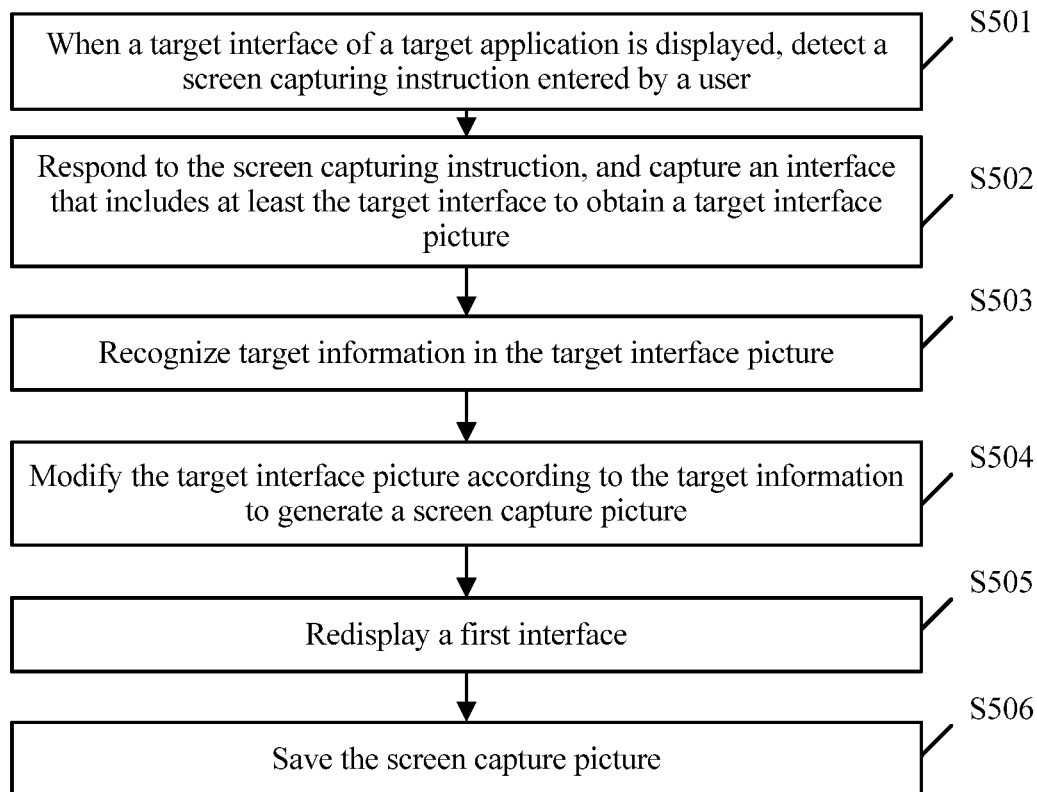 S501
When a target interface of a target application is displayed, detect a
screen capturing instruction entered by a user
S502
Respond to the screen capturing instruction, and capture an interface
that includes at least the target interface to obtain a target interface
picture
S503
Recognize target information in the target interface picture
S504
Modify the target interface picture according to the target information
to generate a screen capture picture
S505
Redisplay a first interface
S506
Save the screen capture picture